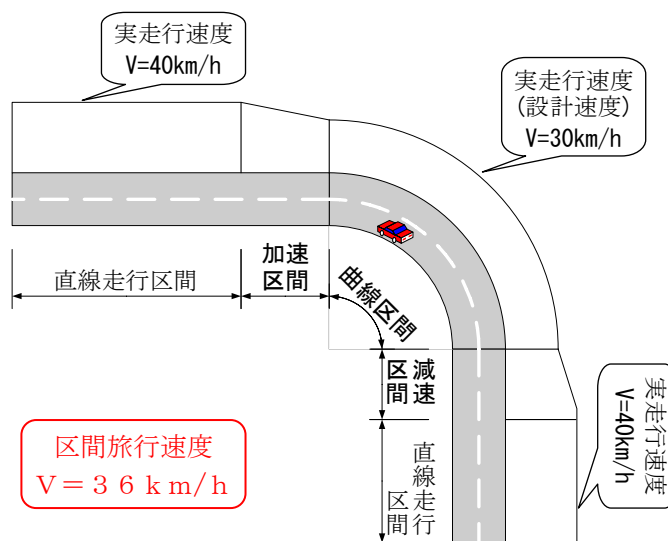 実走行速度
V=40km/h
実走行速度
(設計速度)
V=30km/h
直線走行区間
加速
区間
曲線区間
減速
区間
直線走行
区間
実走行速度
V=40km/h
区間旅行速度
V=36km/h